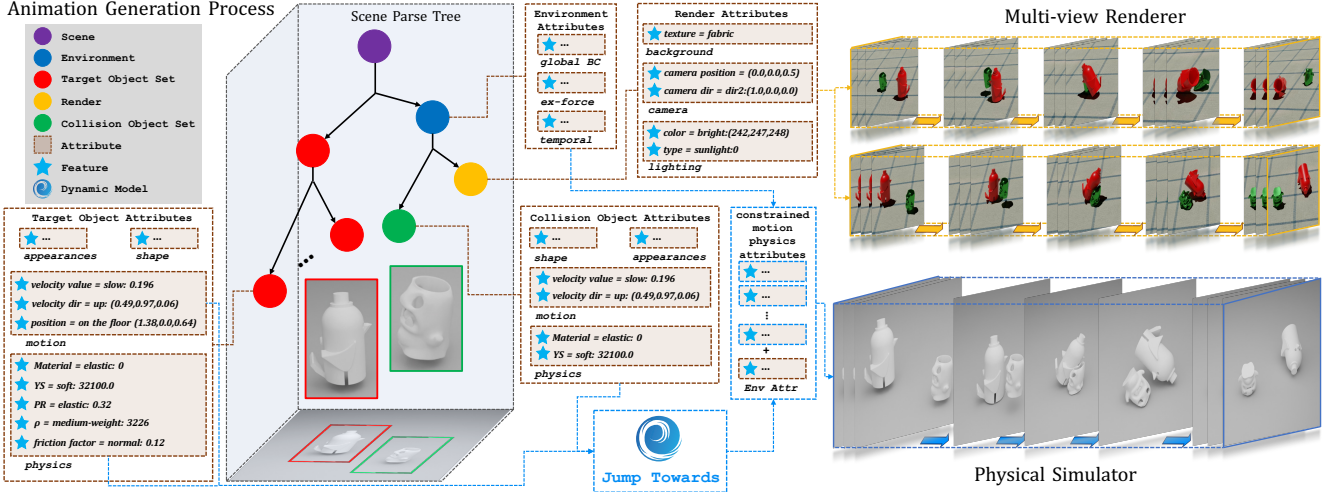 Animation Generation Process
Scene
Environment
Target Object Set
Render
Collision Object Set
Attribute
Feature
Dynamic Model
Scene Parse Tree
Environment
Attributes
...
global BC
...
ex-force
...
temporal
Render Attributes
texture = fabric
background
camera position = (0.0,0.0,0.5)
camera dir = dir2:(1.0,0.0,0.0)
camera
color = bright:(242,247,248)
type = sunlight:0
lighting
Multi-view Renderer
Target Object Attributes
...
...
appearances
shape
velocity value = slow: 0.196
velocity dir = up: (0.49,0.97,0.06)
position = on the floor (1.38,0.0,0.64)
motion
Material = elastic: 0
YS = soft: 32100.0
PR = elastic: 0.32
ρ = medium-weight: 3226
friction factor = normal: 0.12
physics
...
Collision Object Attributes
...
...
shape
appearances
velocity value = slow: 0.196
velocity dir = up: (0.49,0.97,0.06)
motion
Material = elastic: 0
YS = soft: 32100.0
physics
constrained
motion
physics
attributes
...
...
⋮
...
+
...
Env Attr
Jump Towards
Physical Simulator